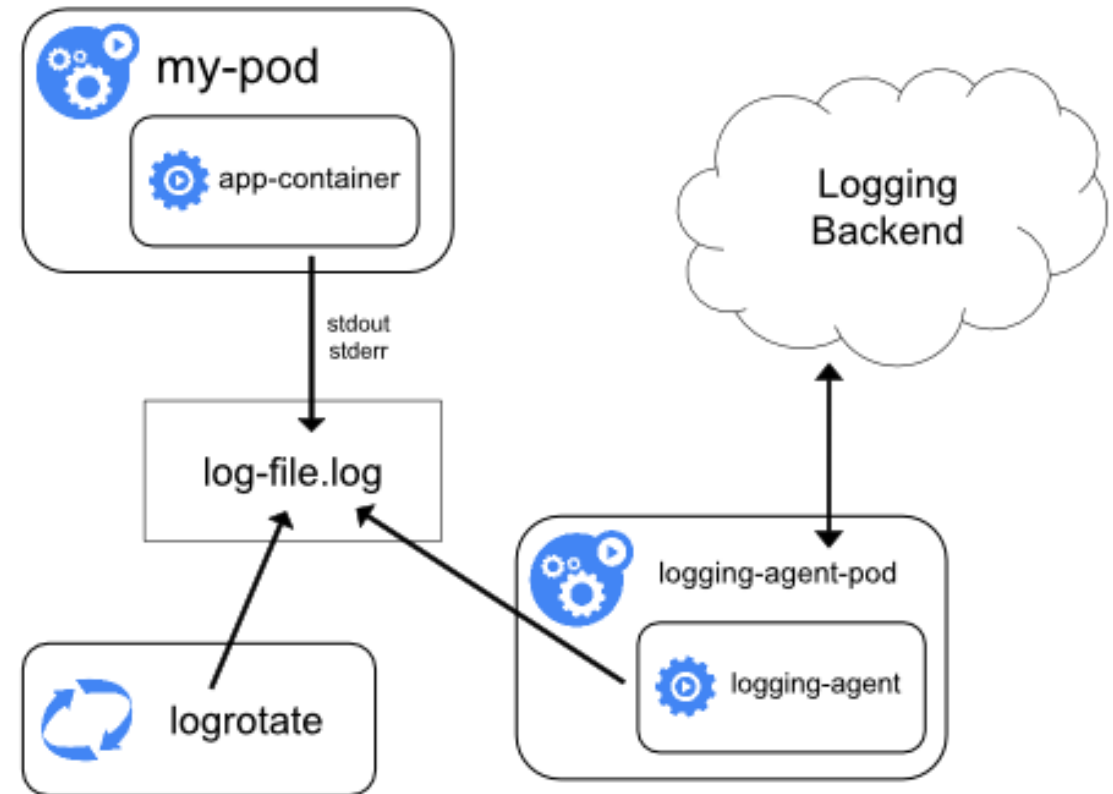 my-pod
app-container
stdout
stderr
log-file.log
logrotate
Logging
Backend
logging-agent-pod
logging-agent